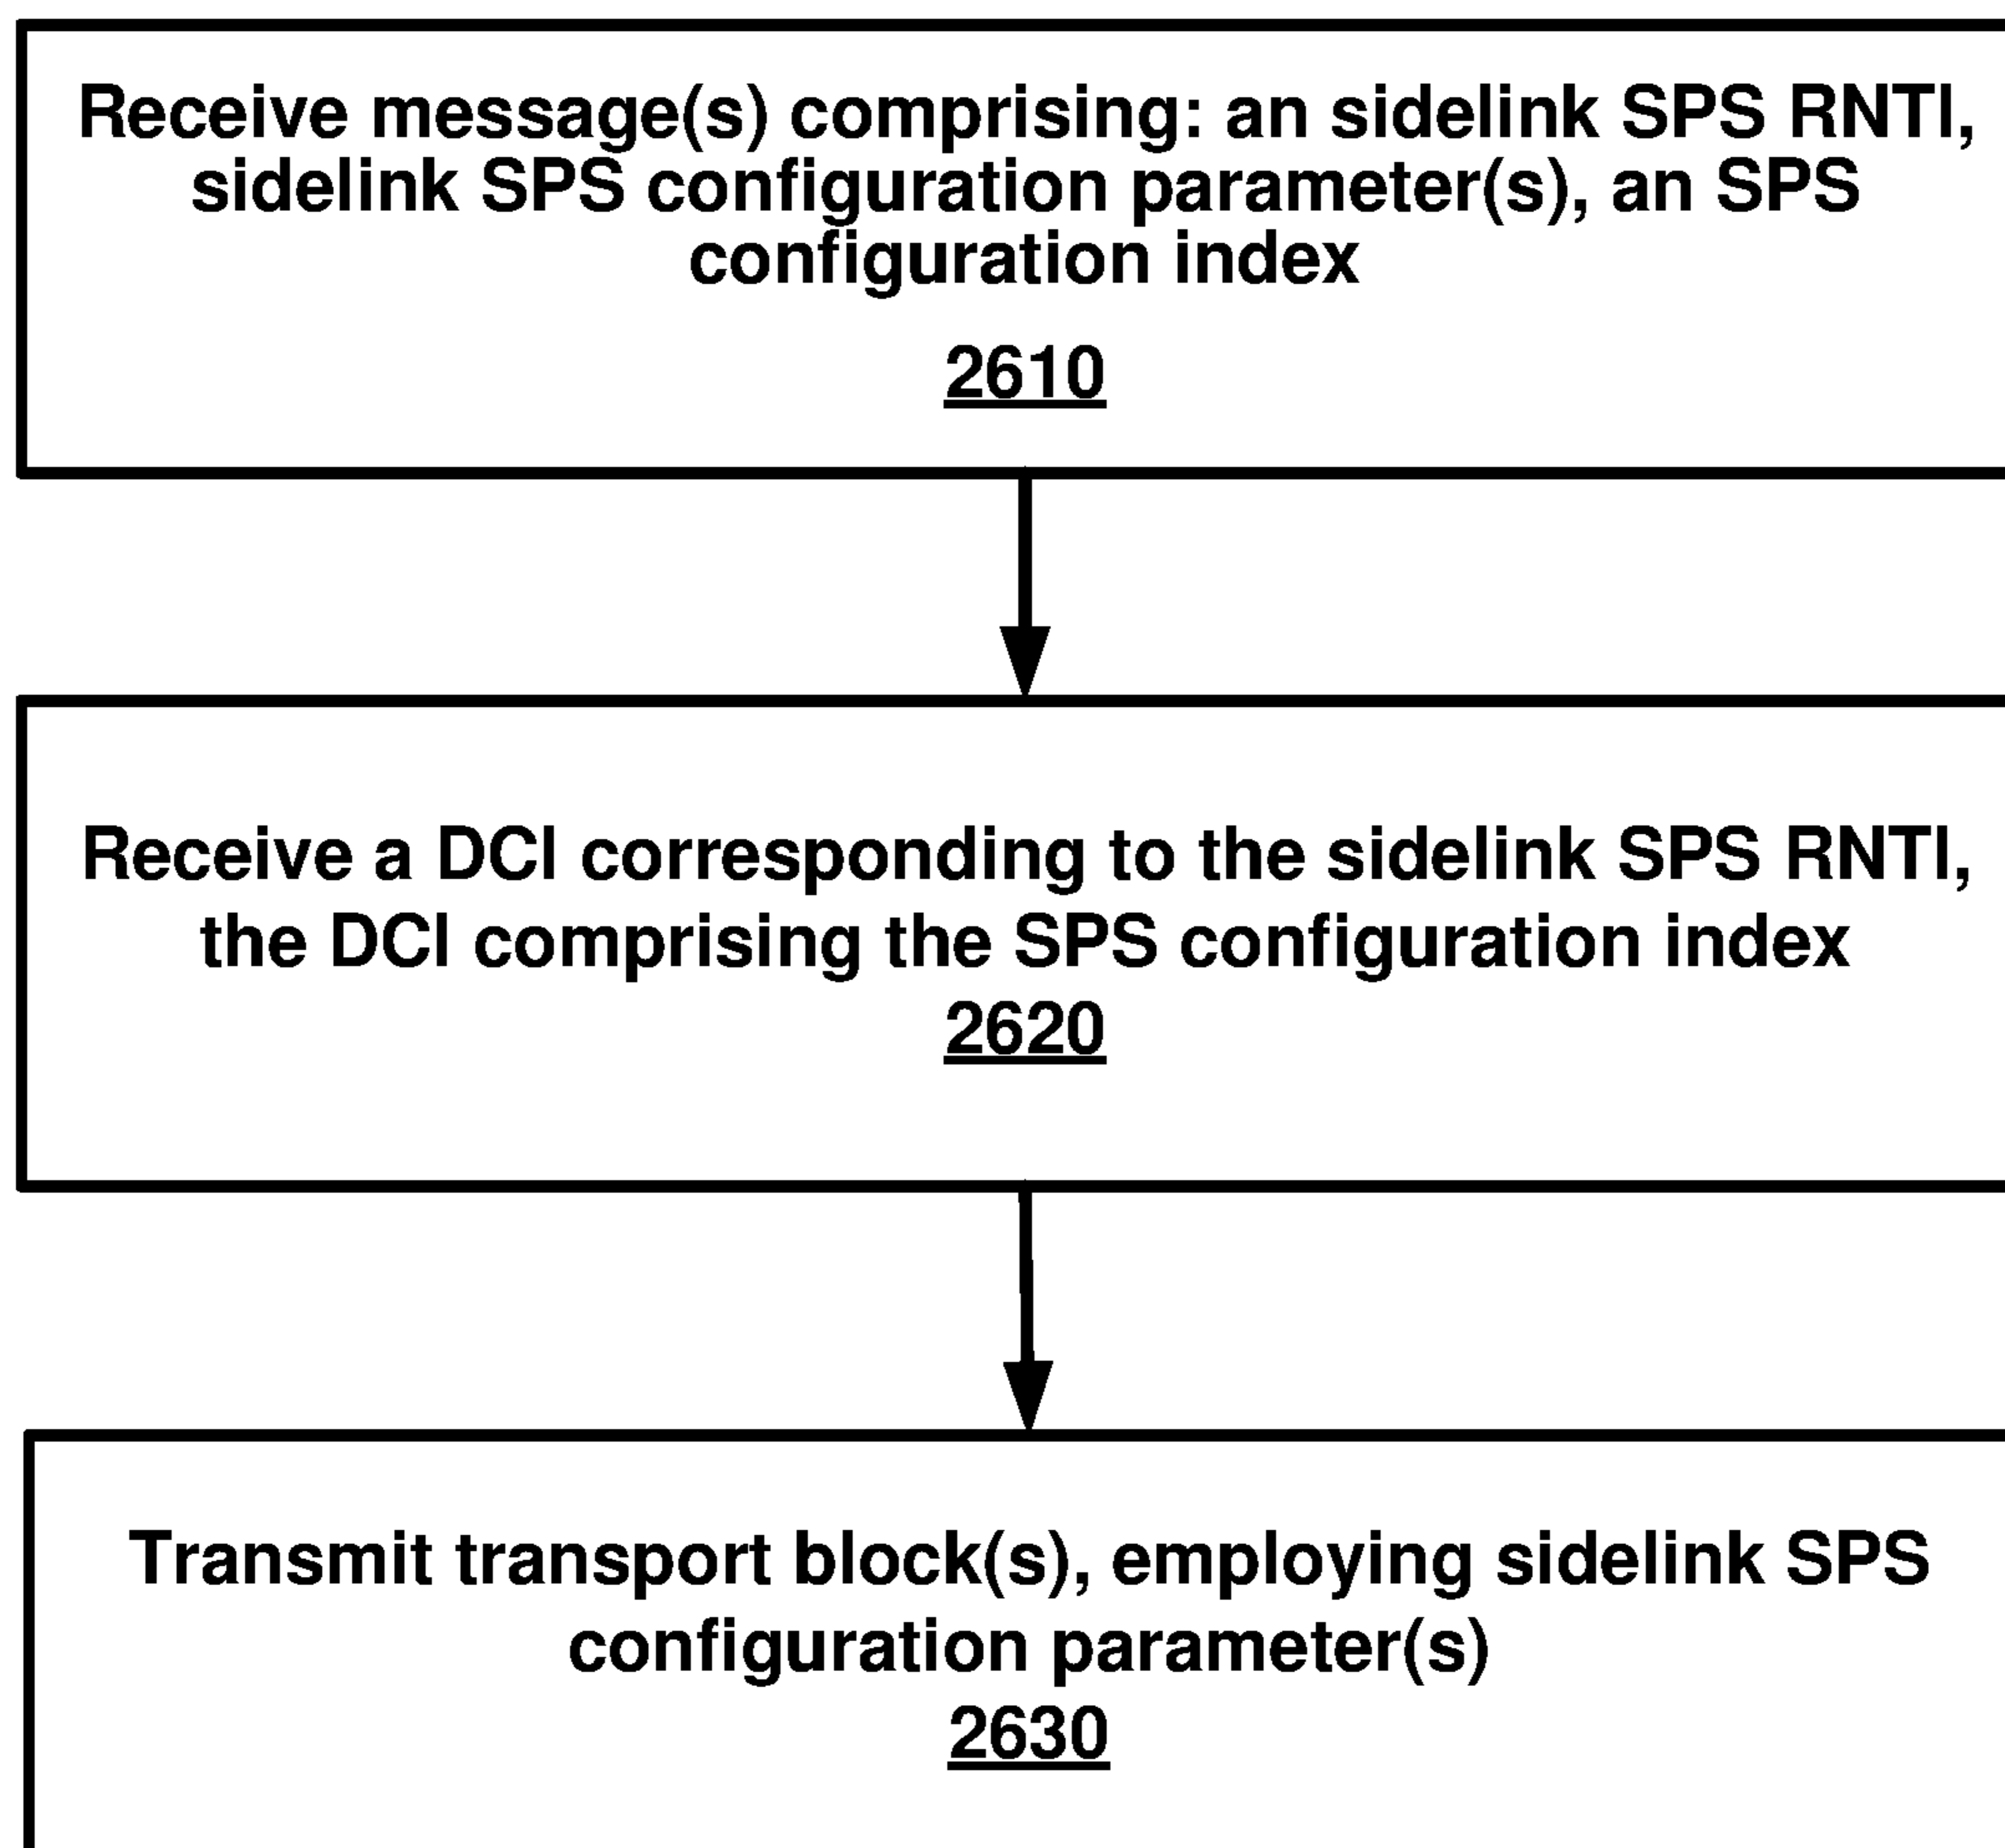 Receive message(s) comprising: an sidelink SPS RNTI,
sidelink SPS configuration parameter(s), an SPS
configuration index
2610
Receive a DCI corresponding to the sidelink SPS RNTI,
the DCI comprising the SPS configuration index
2620
Transmit transport block(s), employing sidelink SPS
configuration parameter(s)
2630